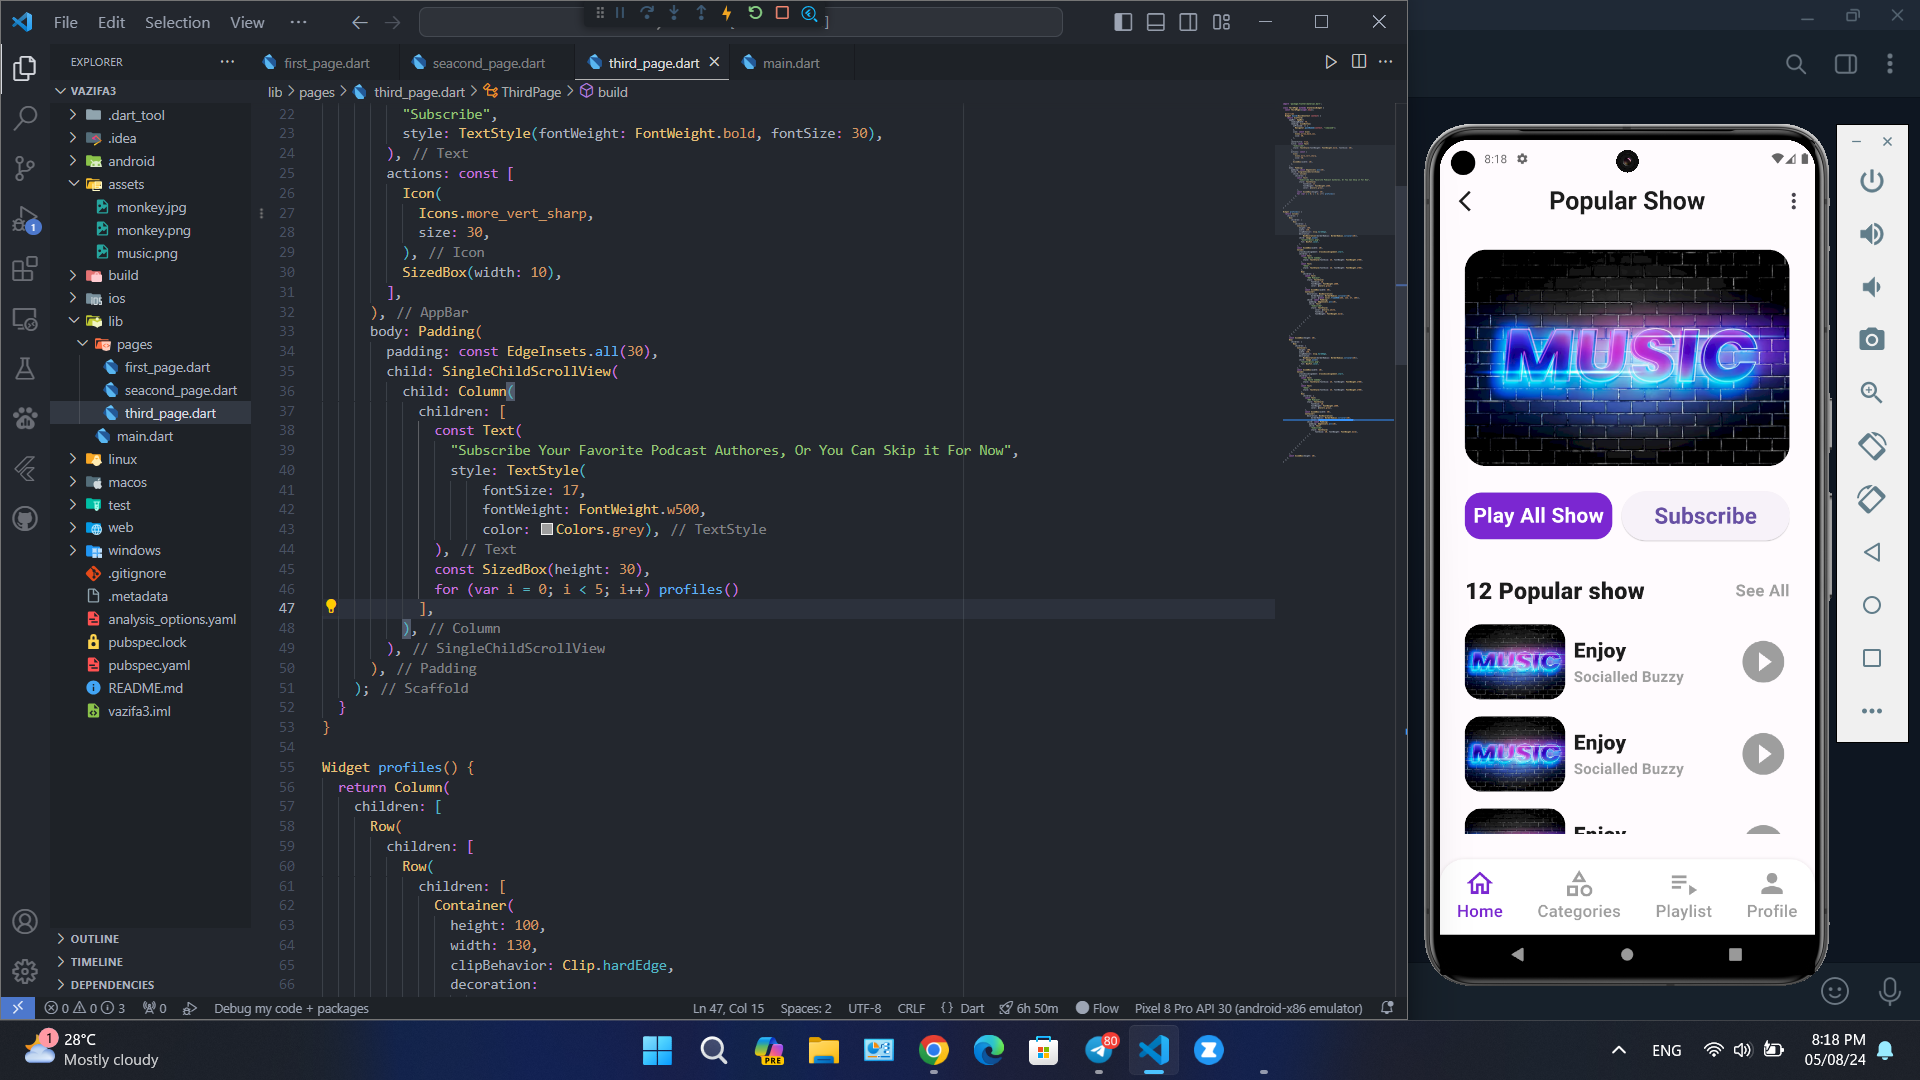 File Edit Selection View ···
EXPLORER ···
first_page.dart
seacond_page.dart
third_page.dart
main.dart
VAZIFA3
lib > pages > third_page.dart > ThirdPage > build
.dart_tool
.idea
android
assets
monkey.jpg
monkey.png
music.png
build
ios
lib
pages
first_page.dart
seacond_page.dart
third_page.dart
main.dart
linux
macos
test
web
windows
.gitignore
.metadata
analysis_options.yaml
pubspec.lock
pubspec.yaml
README.md
vazifa3.iml
OUTLINE
TIMELINE
DEPENDENCIES
1
22 "Subscribe",
23 style: TextStyle(fontWeight: FontWeight.bold, fontSize: 30),
24 ), // Text
25 actions: const [
26 Icon(
27 Icons.more_vert_sharp,
28 size: 30,
29 ), // Icon
30 SizedBox(width: 10),
31 ],
32 ), // AppBar
33 body: Padding(
34 padding: const EdgeInsets.all(30),
35 child: SingleChildScrollView(
36 child: Column(
37 children: [
38 const Text(
39 "Subscribe Your Favorite Podcast Authores, Or You Can Skip it For Now",
40 style: TextStyle(
41 fontSize: 17,
42 fontWeight: FontWeight.w500,
43 color: Colors.grey), // TextStyle
44 ), // Text
45 const SizedBox(height: 30),
46 for (var i = 0; i < 5; i++) profiles()
47 ],
48 ), // Column
49 ), // SingleChildScrollView
50 ), // Padding
51 ); // Scaffold
52 }
53 }
54
55 Widget profiles() {
56 return Column(
57 children: [
58 Row(
59 children: [
60 Row(
61 children: [
62 Container(
63 height: 100,
64 width: 130,
65 clipBehavior: Clip.hardEdge,
66 decoration:
8:18
Popular Show
MUSIC
Play All Show
Subscribe
12 Popular show
See All
MUSIC
Enjoy
Socialled Buzzy
MUSIC
Enjoy
Socialled Buzzy
Enjoy
Home
Categories
Playlist
Profile
0 0 3
0
Debug my code + packages
Ln 47, Col 15
Spaces: 2
UTF-8
CRLF
{ } Dart
6h 50m
Flow
Pixel 8 Pro API 30 (android-x86 emulator)
1
28°C
Mostly cloudy
PRE
80
ENG
8:18 PM
05/08/24